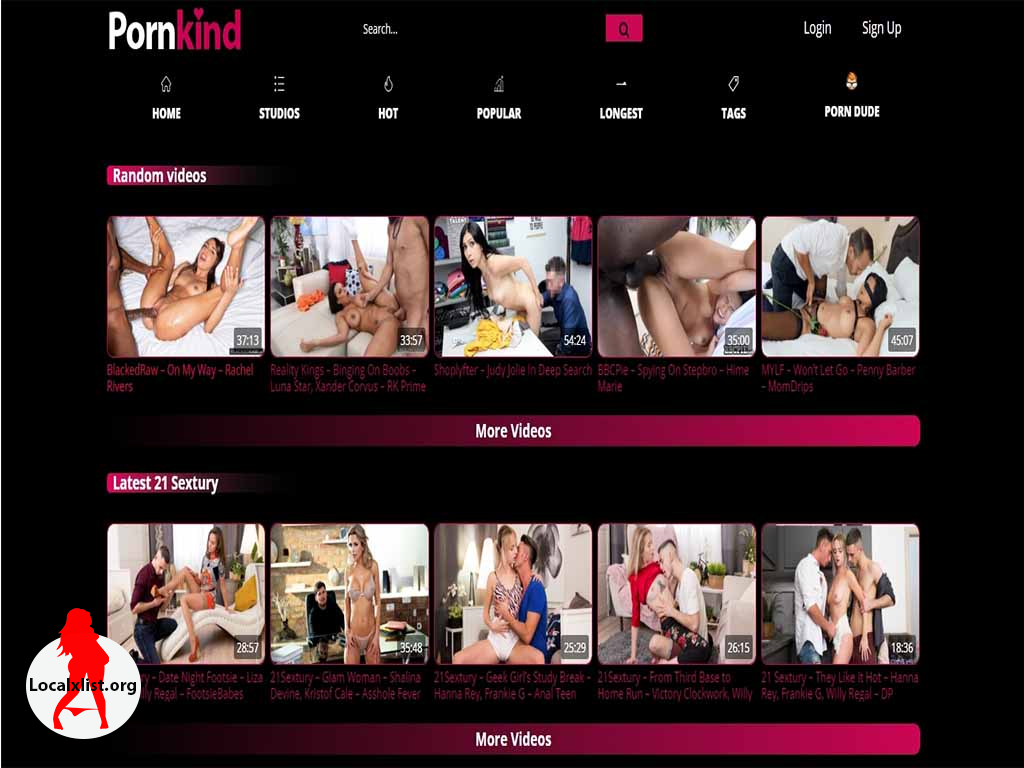 Pornkind
Search...
Login
Sign Up
HOME
STUDIOS
HOT
POPULAR
LONGEST
TAGS
PORN DUDE
Random videos
37:13
33:57
54:24
35:00
45:07
BlackedRaw – On My Way – Rachel
Rivers
Reality Kings – Binging On Boobs –
Luna Star, Xander Corvus – RK Prime
Shoplyfter – Judy Jolie In Deep Search
BBCPie – Spying On Stepbro – Hime
Marie
MYLF – Won't Let Go – Penny Barber
– MomDrips
More Videos
Latest 21 Sextury
28:57
35:48
25:29
26:15
18:36
ry – Date Night Footsie – Liza
lly Regal – FootsieBabes
21Sextury – Glam Woman – Shalina
Devine, Kristof Cale – Asshole Fever
21Sextury – Geek Girl's Study Break –
Hanna Rey, Frankie G – Anal Teen
21Sextury – From Third Base to
Home Run – Victory Clockwork, Willy
21Sextury – They Like It Hot – Hanna
Rey, Frankie G, Willy Regal – DP
Localxlist.org
More Videos